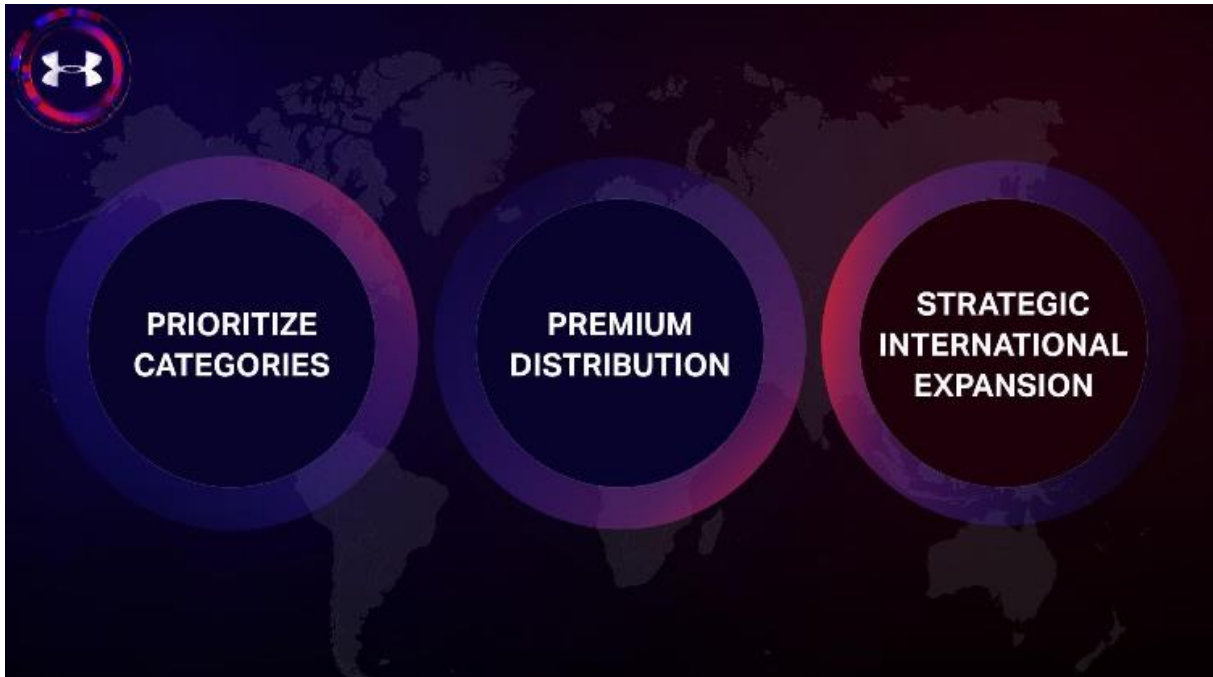 PRIORITIZE
CATEGORIES
PREMIUM
DISTRIBUTION
STRATEGIC
INTERNATIONAL
EXPANSION